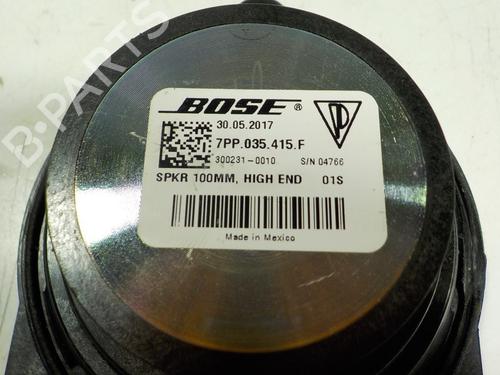 BOSE®
30.05.2017
7PP.035.415.F
300231-0010 S/N 04766
SPKR 100MM, HIGH END 01S
Made in Mexico
B-PARTS